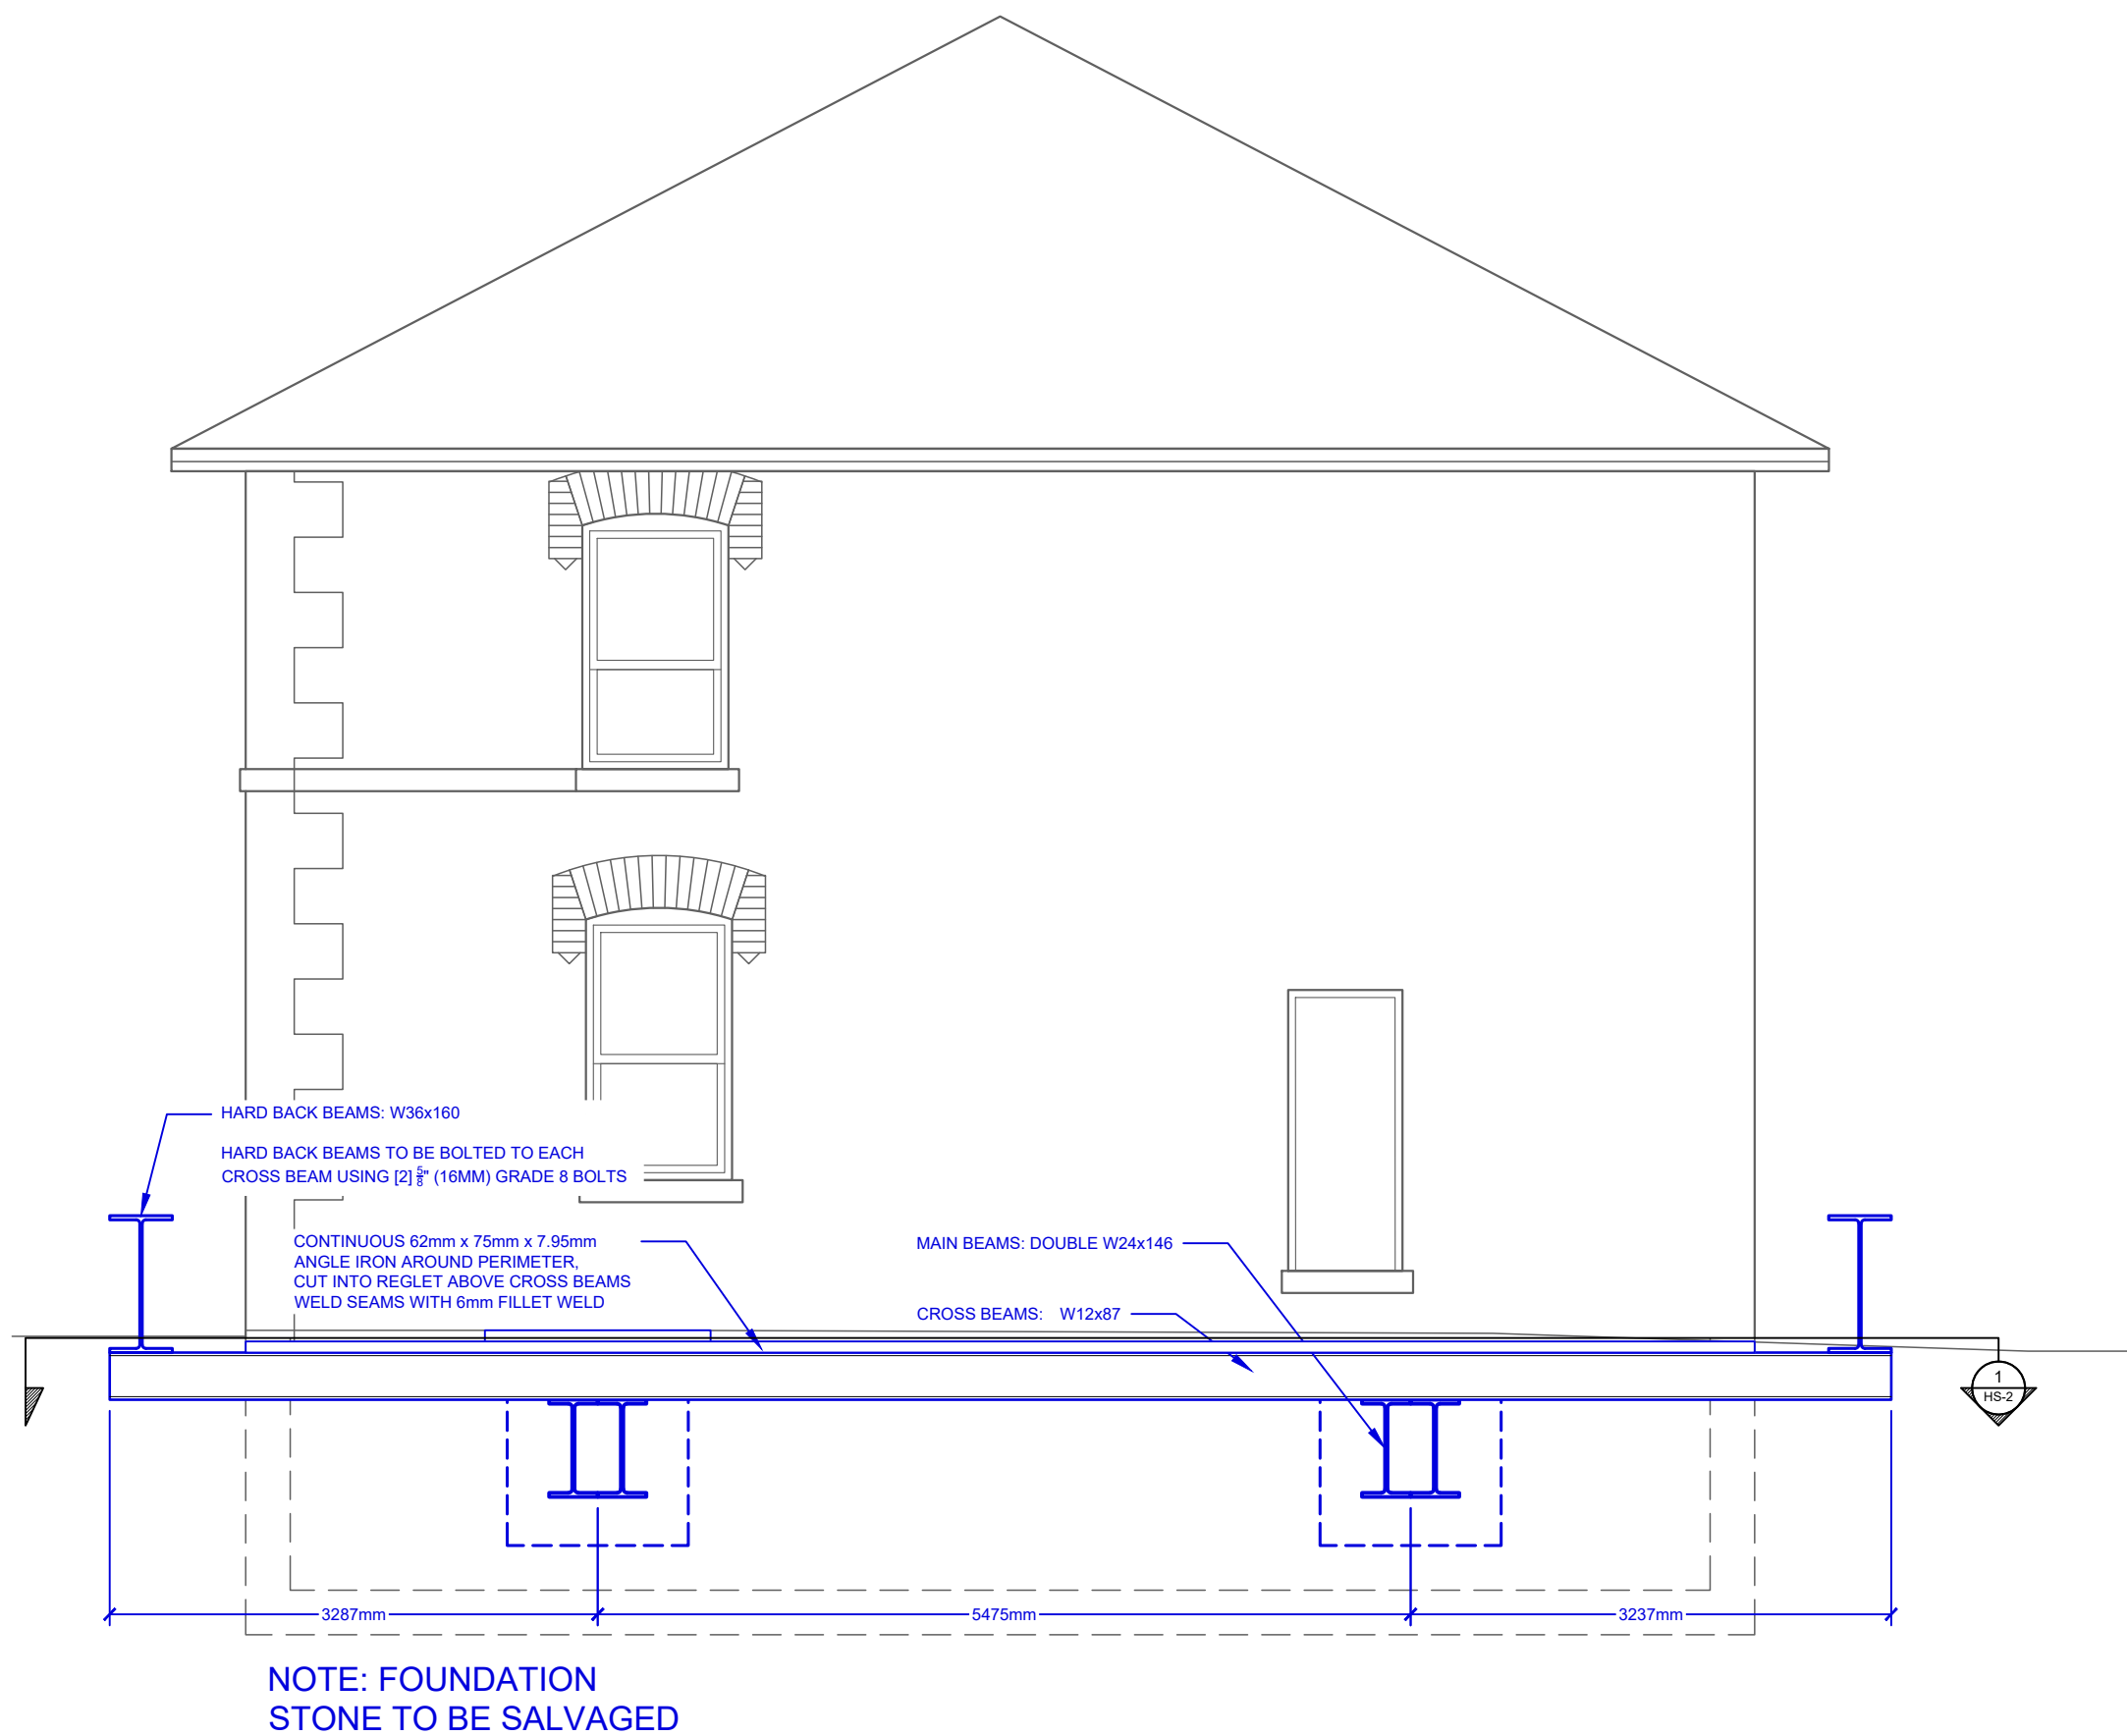 HARD BACK BEAMS: W36x160
HARD BACK BEAMS TO BE BOLTED TO EACH
CROSS BEAM USING [2] 5/8" (16MM) GRADE 8 BOLTS
CONTINUOUS 62mm x 75mm x 7.95mm
ANGLE IRON AROUND PERIMETER,
CUT INTO REGLET ABOVE CROSS BEAMS
WELD SEAMS WITH 6mm FILLET WELD
MAIN BEAMS: DOUBLE W24x146
CROSS BEAMS: W12x87
1
HS-2
3287mm
5475mm
3237mm
NOTE: FOUNDATION
STONE TO BE SALVAGED